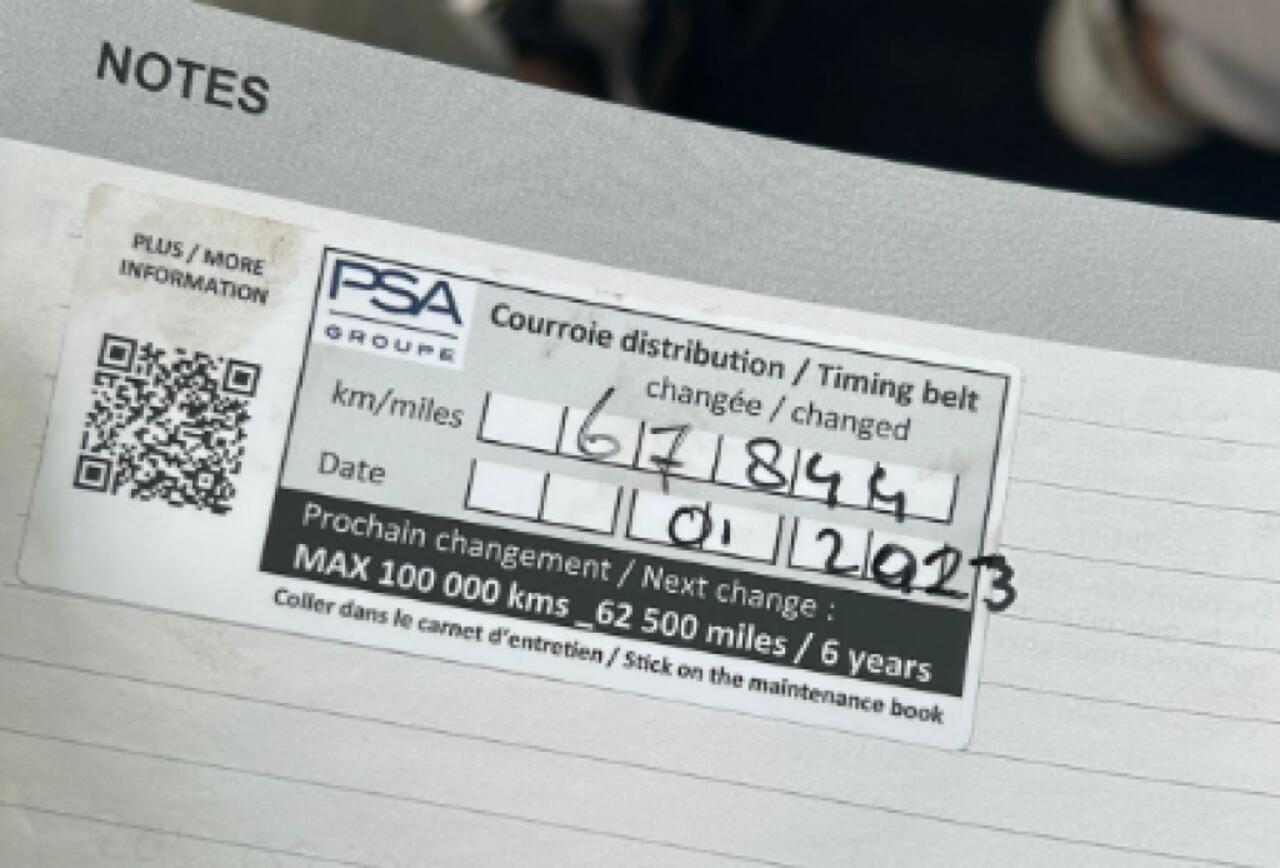 NOTES
PLUS / MORE
INFORMATION
PSA
GROUPE
Courroie distribution / Timing belt
changée / changed
km/miles 67844
Date 01 2023
Prochain changement / Next change :
MAX 100 000 kms _62 500 miles / 6 years
Coller dans le carnet d'entretien / Stick on the maintenance book